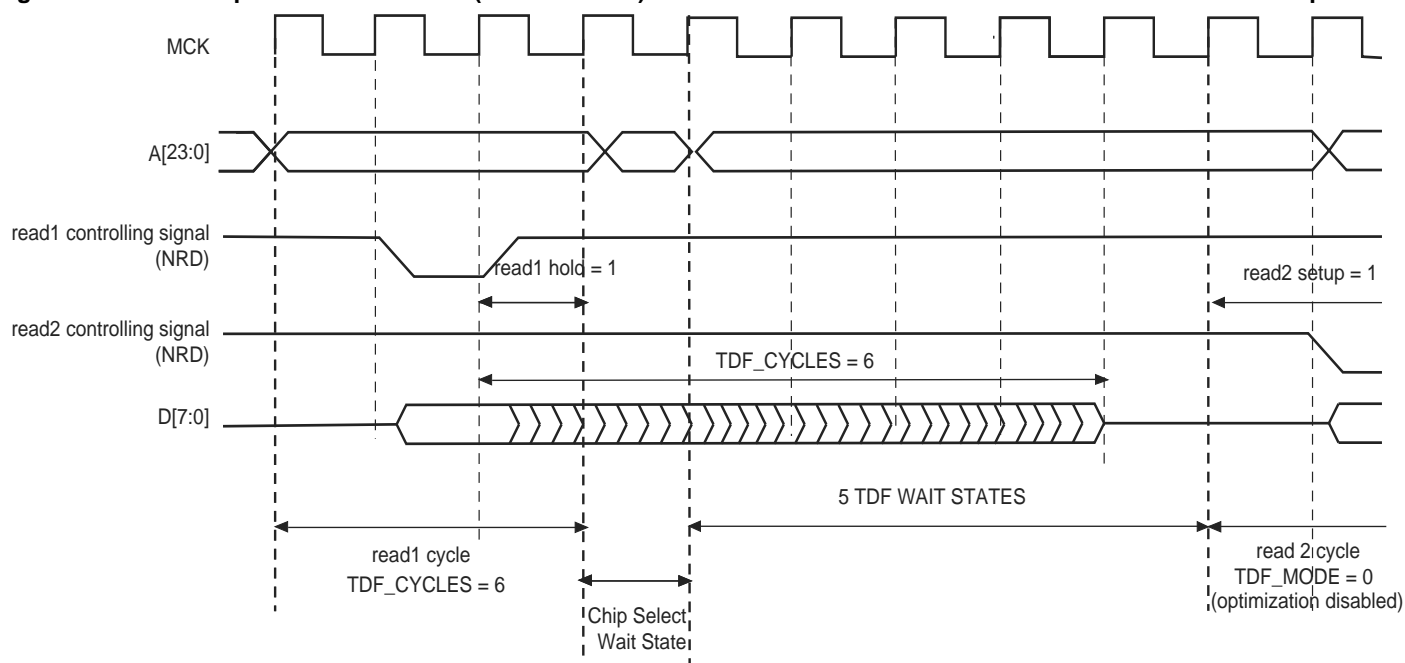 MCK
A[23:0]
read1 controlling signal
(NRD)
read1 hold = 1
read2 setup = 1
read2 controlling signal
(NRD)
TDF_CYCLES = 6
D[7:0]
5 TDF WAIT STATES
read1 cycle
TDF_CYCLES = 6
Chip Select
Wait State
read 2 cycle
TDF_MODE = 0
(optimization disabled)